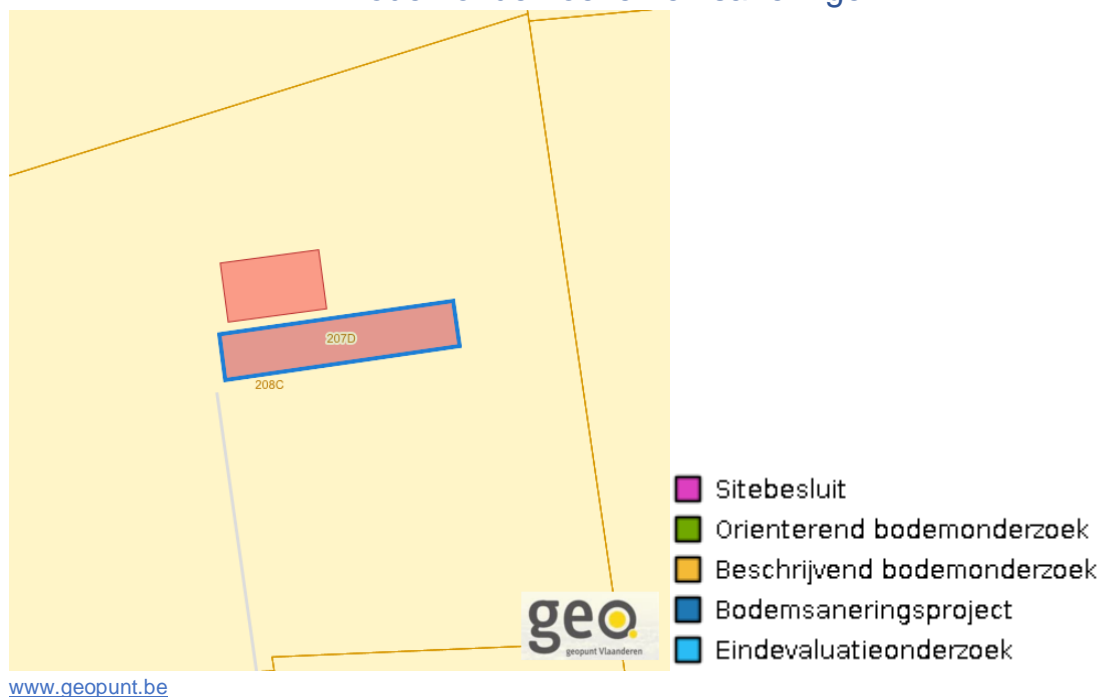 207D
208C
geo
geopunt Vlaanderen
Sitebesluit
Orienterend bodemonderzoek
Beschrijvend bodemonderzoek
Bodemsaneringsproject
Eindevaluatieonderzoek
www.geopunt.be